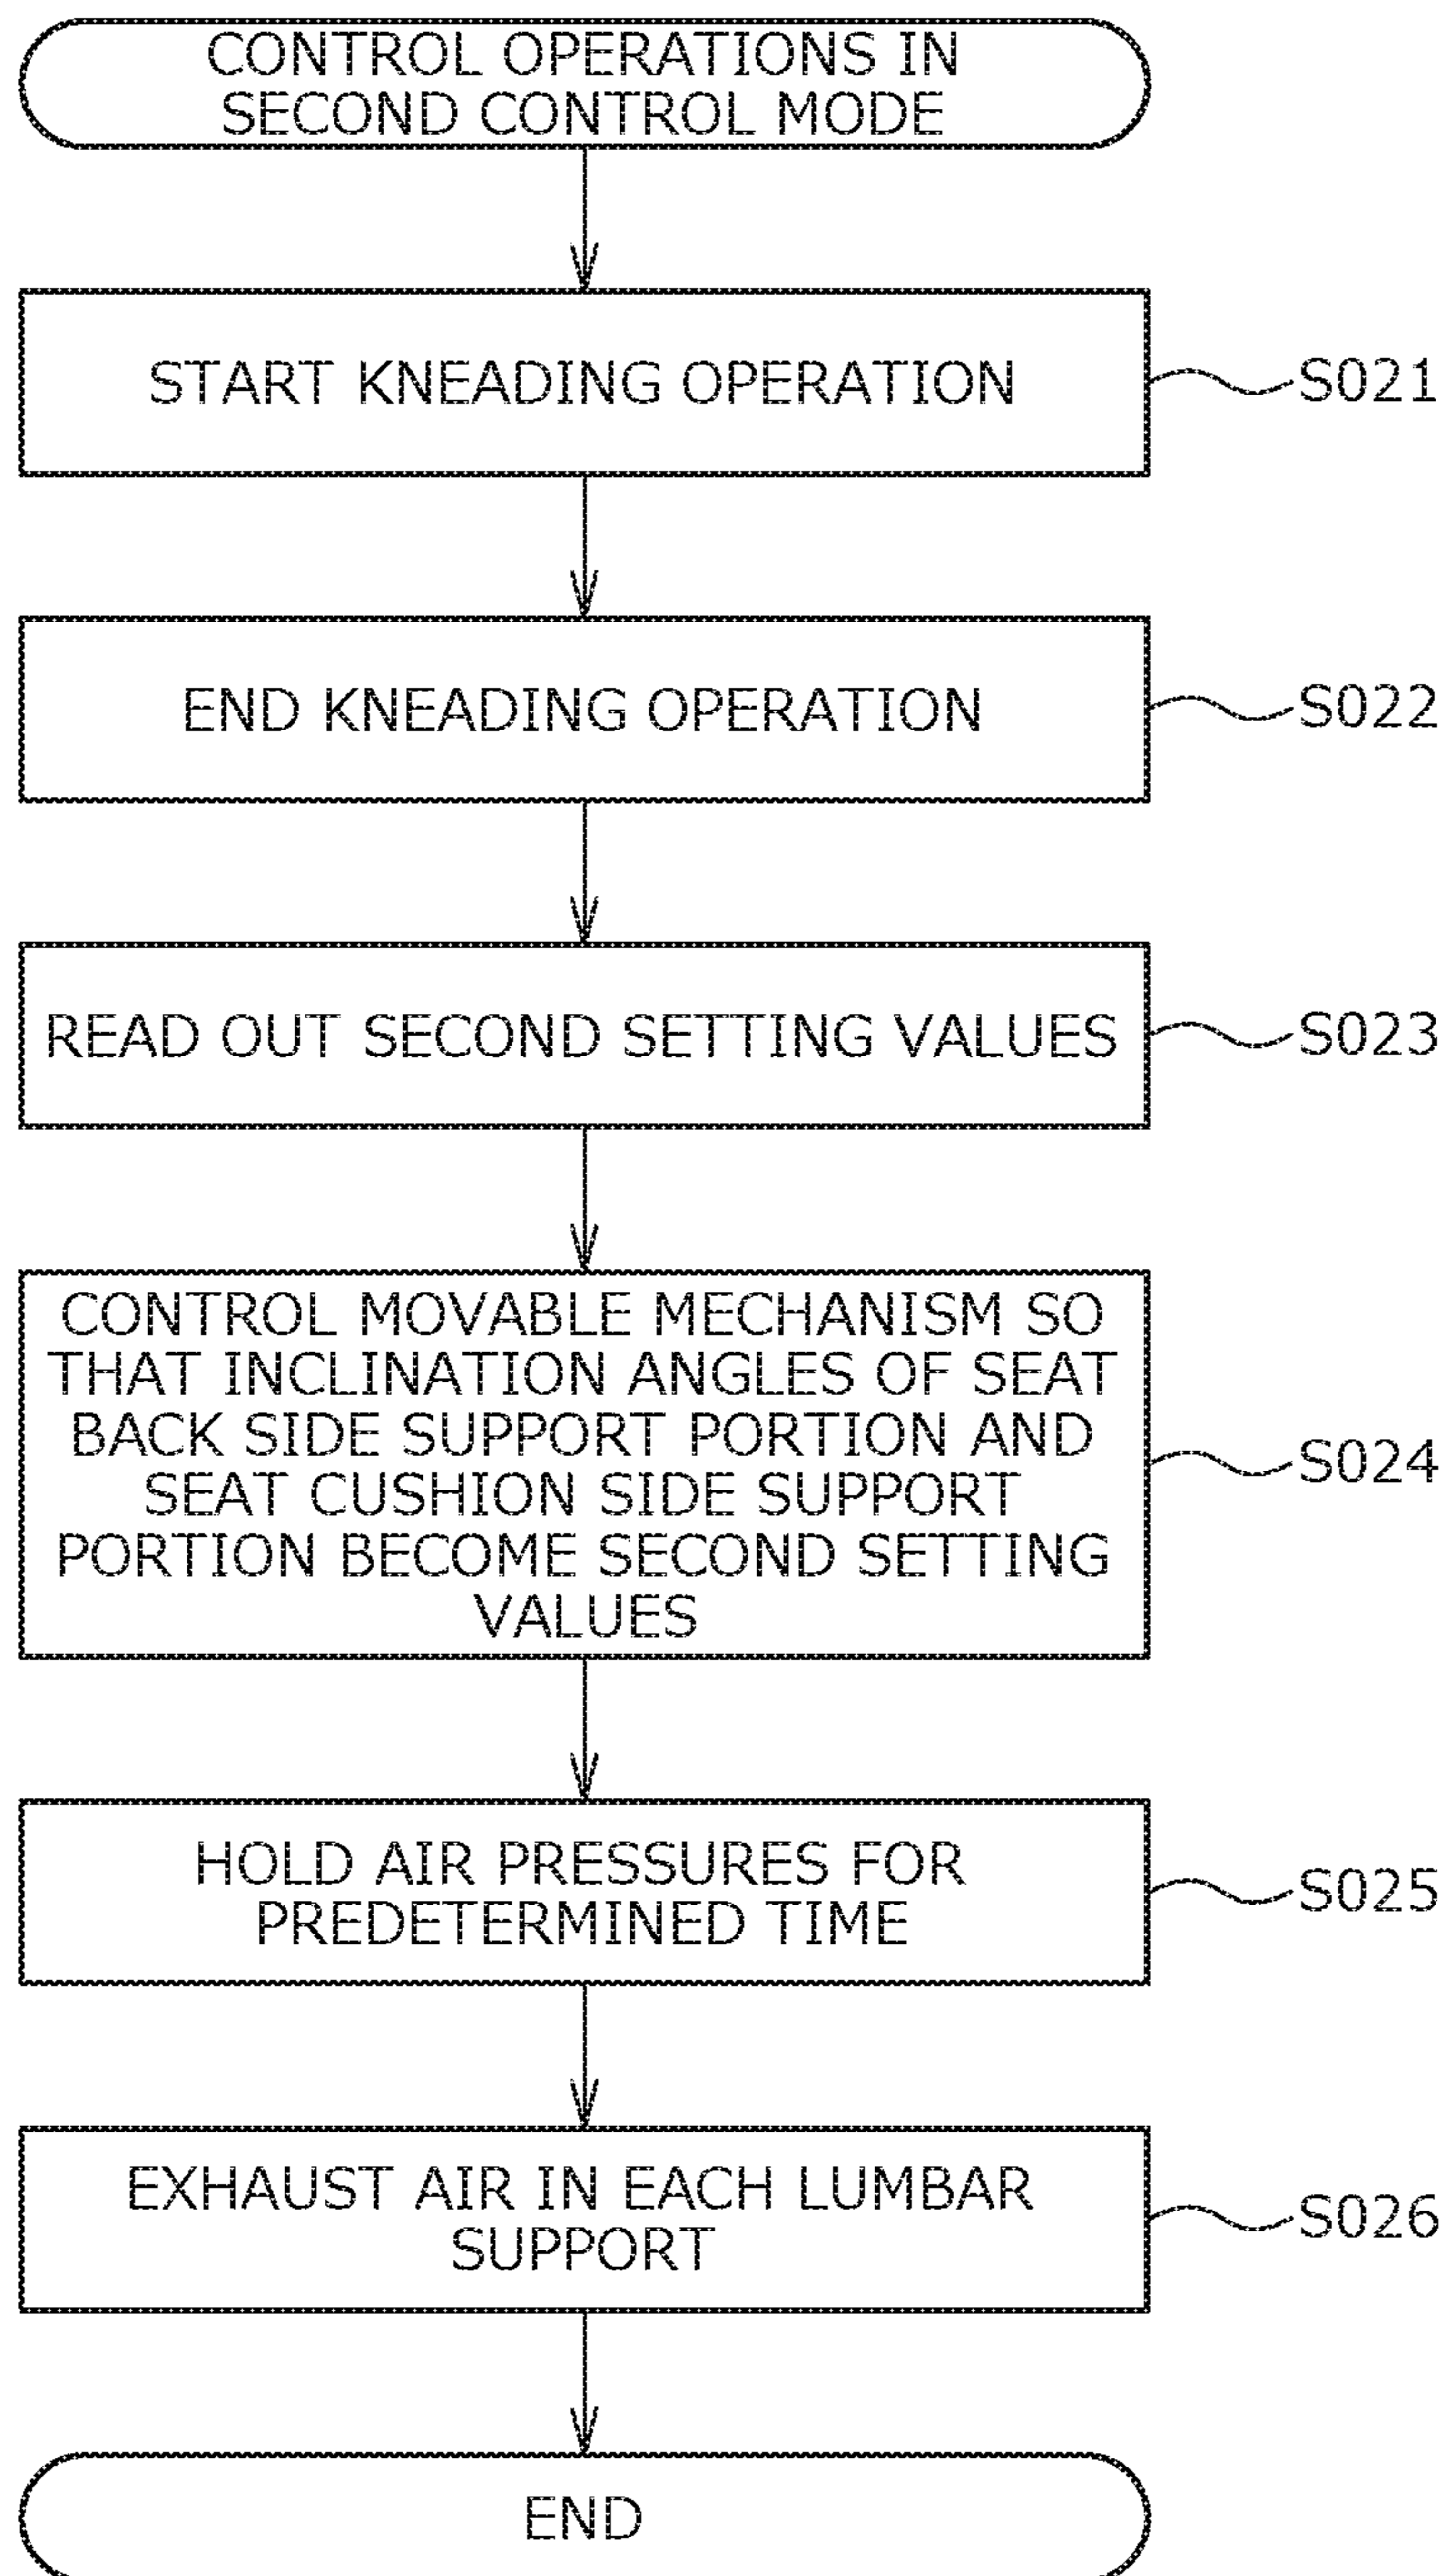 CONTROL OPERATIONS IN
SECOND CONTROL MODE
START KNEADING OPERATION
S021
END KNEADING OPERATION
S022
READ OUT SECOND SETTING VALUES
S023
CONTROL MOVABLE MECHANISM SO
THAT INCLINATION ANGLES OF SEAT
BACK SIDE SUPPORT PORTION AND
SEAT CUSHION SIDE SUPPORT
PORTION BECOME SECOND SETTING
VALUES
S024
HOLD AIR PRESSURES FOR
PREDETERMINED TIME
S025
EXHAUST AIR IN EACH LUMBAR
SUPPORT
S026
END